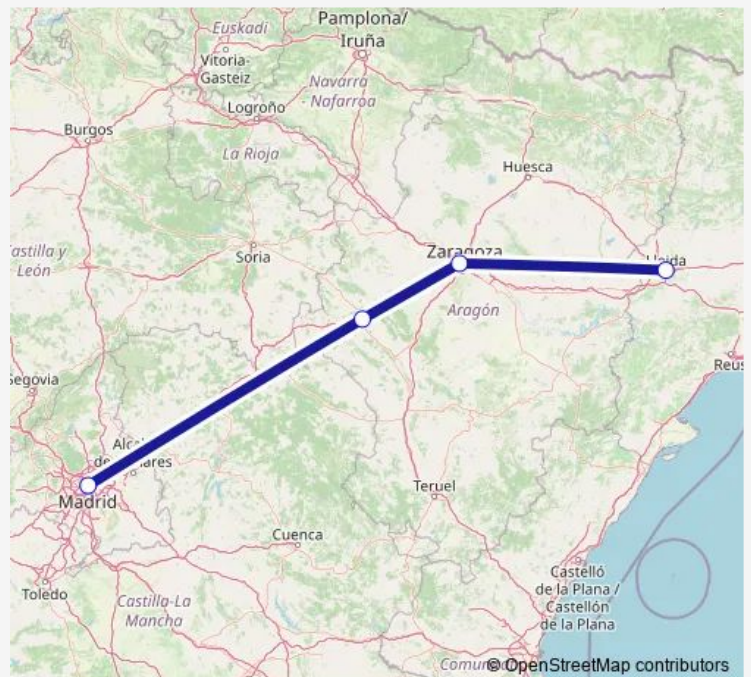 Pamplona/
Iruña
Euskadi
Vitoria-
Gasteiz
Navarra
- Nafarroa
Logroño
Burgos
La Rioja
Huesca
Soria
Zaragoza
Castilla y
León
Aragón
Reus
Segovia
Madrid
Teruel
Cuenca
Toledo
Castilla-La
Mancha
Castelló
de la Plana /
Castellón
de la Plana
© OpenStreetMap contributors